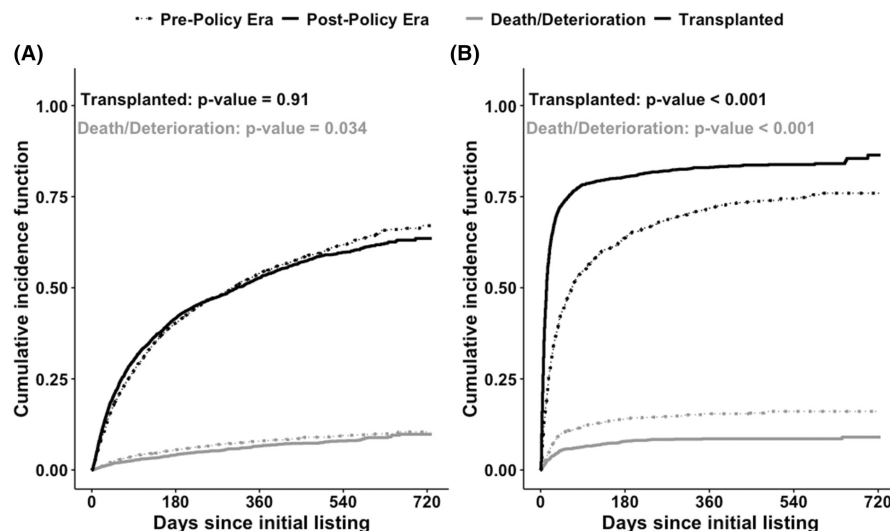 Pre-Policy Era Post-Policy Era Death/Deterioration Transplanted
(A)
Transplanted: p-value = 0.91
Death/Deterioration: p-value = 0.034
Cumulative incidence function
1.00
0.75
0.50
0.25
0.00
0 180 360 540 720
Days since initial listing
(B)
Transplanted: p-value < 0.001
Death/Deterioration: p-value < 0.001
Cumulative incidence function
1.00
0.75
0.50
0.25
0.00
0 180 360 540 720
Days since initial listing